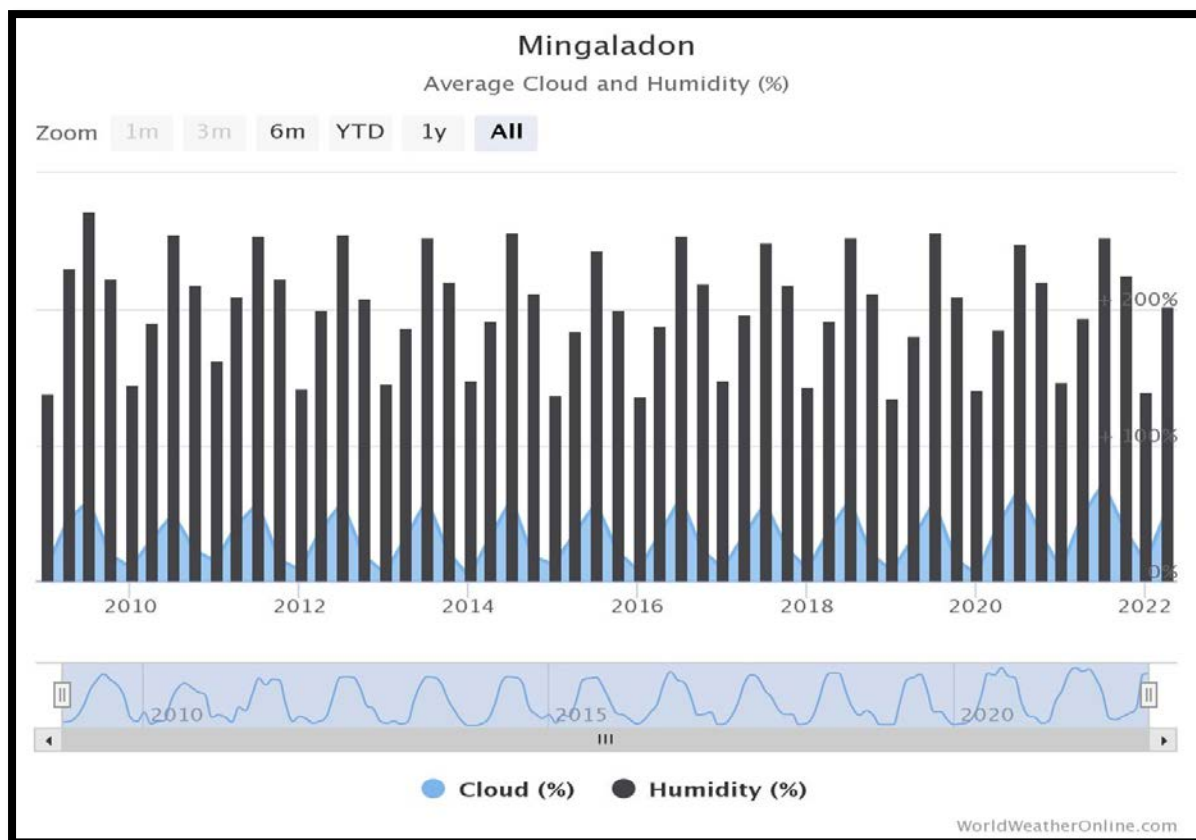 Mingaladon
Average Cloud and Humidity (%)
Zoom 1m 3m 6m YTD 1y All
+ 200%
+ 100%
0%
2010 2012 2014 2016 2018 2020 2022
2010 2015 2020
Cloud (%) Humidity (%)
WorldWeatherOnline.com